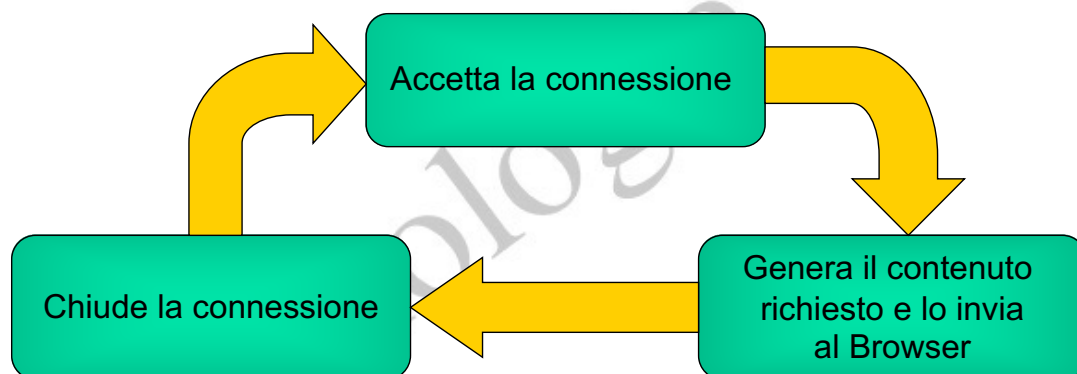 Accetta la connessione
Genera il contenuto
richiesto e lo invia
al Browser
Chiude la connessione